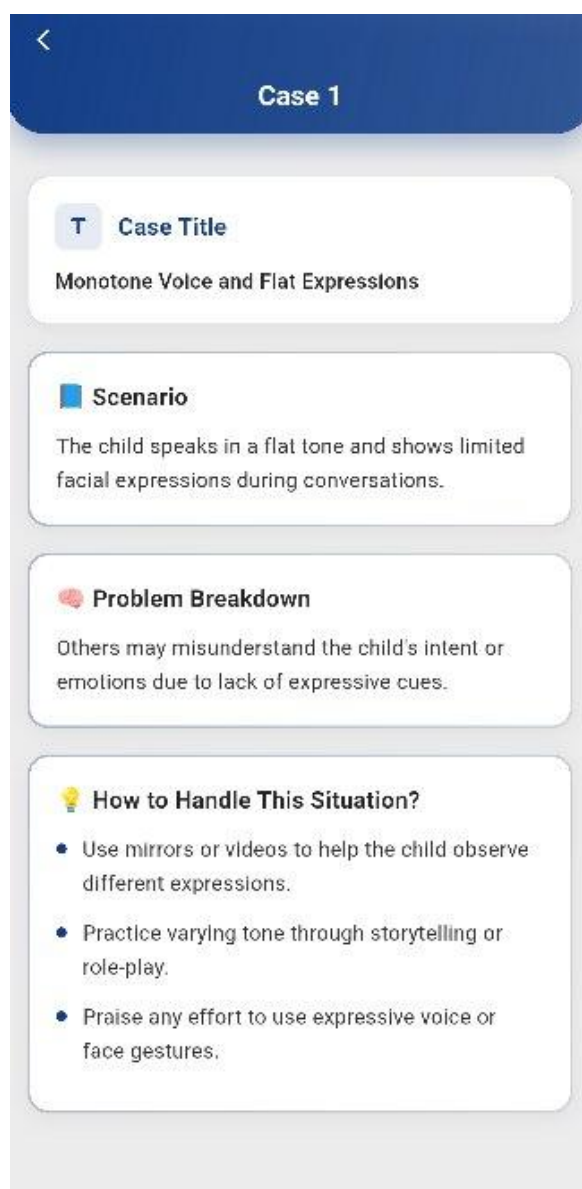 Case 1
T Case Title
Monotone Voice and Flat Expressions
Scenario
The child speaks in a flat tone and shows limited
facial expressions during conversations.
Problem Breakdown
Others may misunderstand the child's intent or
emotions due to lack of expressive cues.
How to Handle This Situation?
• Use mirrors or videos to help the child observe
different expressions.
• Practice varying tone through storytelling or
role-play.
• Praise any effort to use expressive voice or
face gestures.